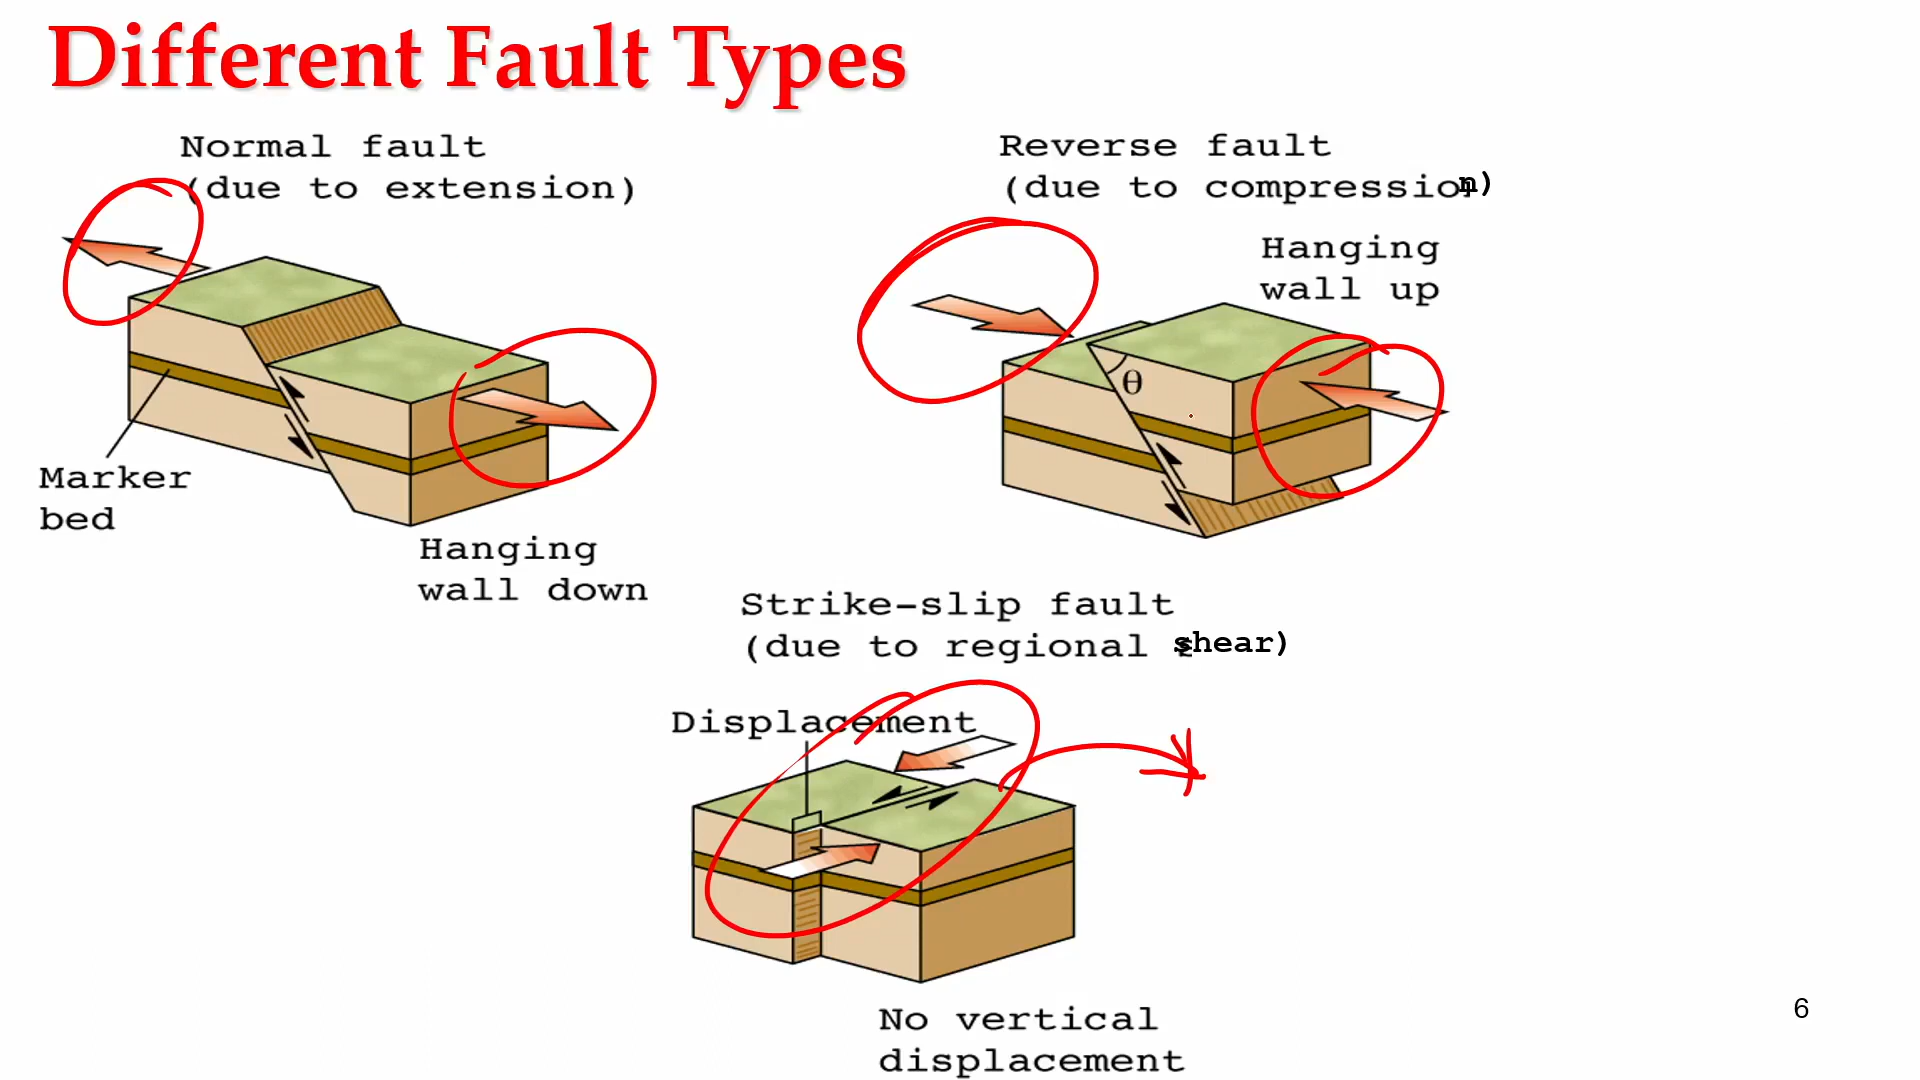 Different Fault Types
Normal fault
(due to extension)
Marker
bed
Hanging
wall down
Reverse fault
(due to compression)
Hanging
wall up
θ
Strike-slip fault
(due to regional shear)
Displacement
No vertical
displacement
6